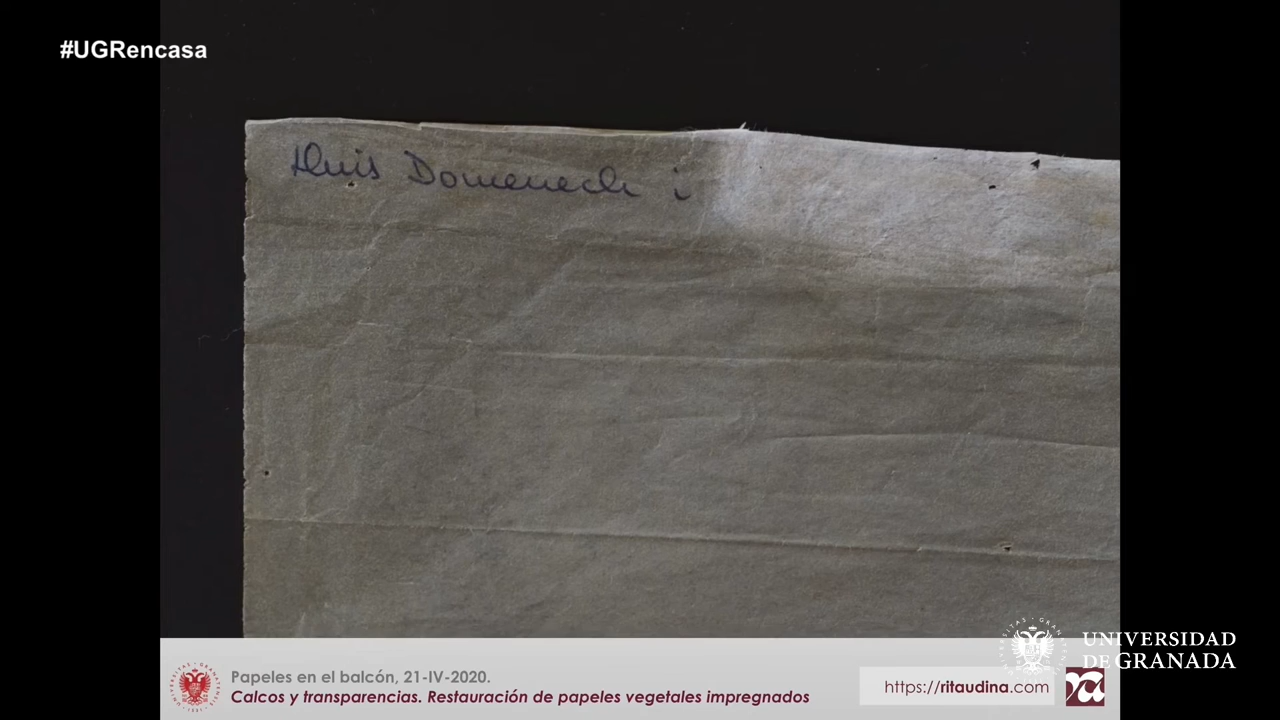 #UGRencasa
Lluis Domenech i
Papeles en el balcón, 21-IV-2020.
Calcos y transparencias. Restauración de papeles vegetales impregnados
https://ritaudina.com
ra
UNIVERSIDAD
DE GRANADA